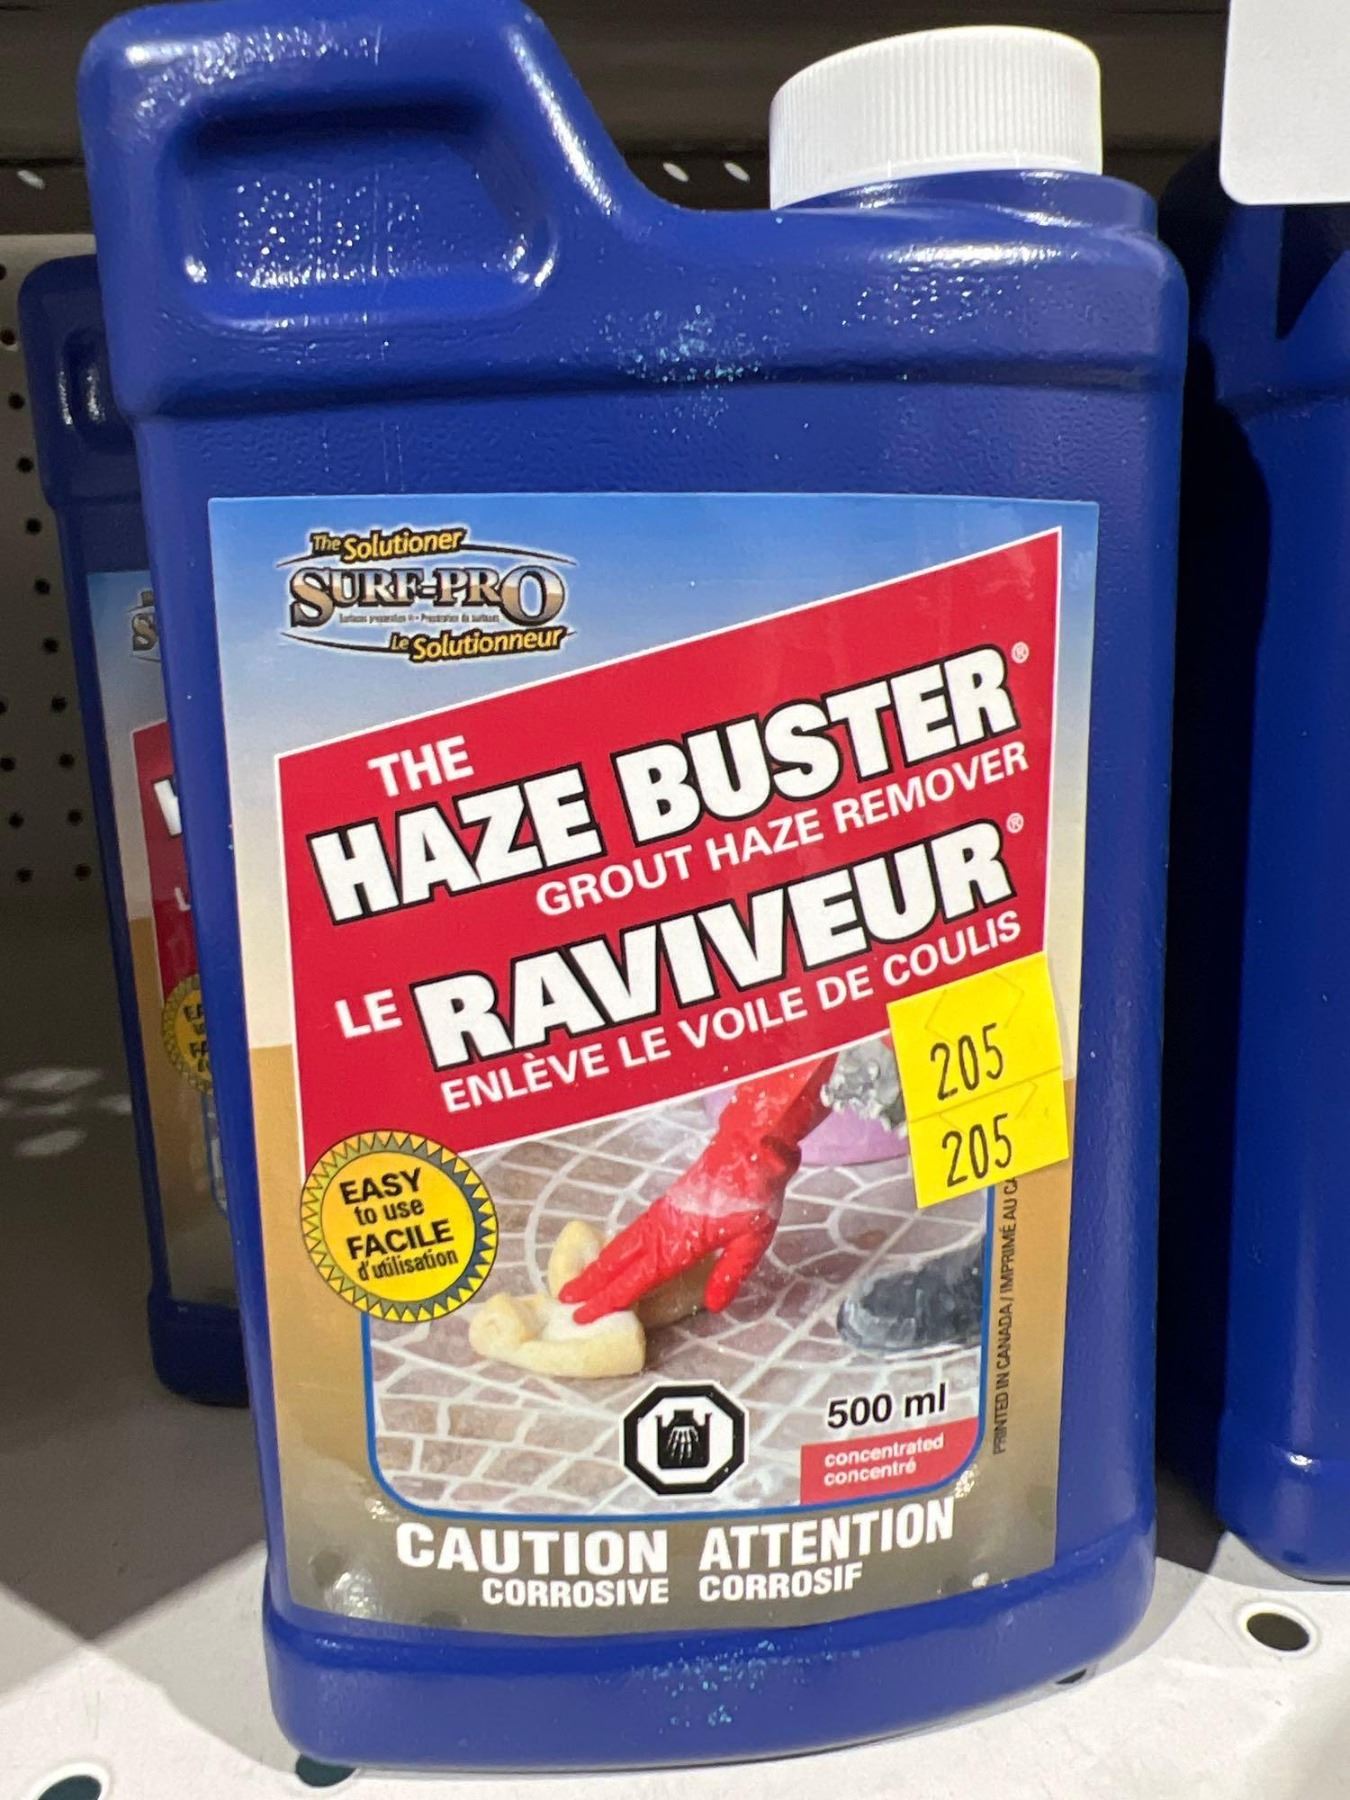 The Solutioner
SURF-PRO
Le Solutionneur
THE
HAZE BUSTER®
GROUT HAZE REMOVER
LE RAVIVEUR®
ENLÈVE LE VOILE DE COULIS
205
205
EASY
to use
FACILE
d'utilisation
500 ml
concentrated
concentré
PRINTED IN CANADA / IMPRIMÉ AU
CAUTION ATTENTION
CORROSIVE CORROSIF